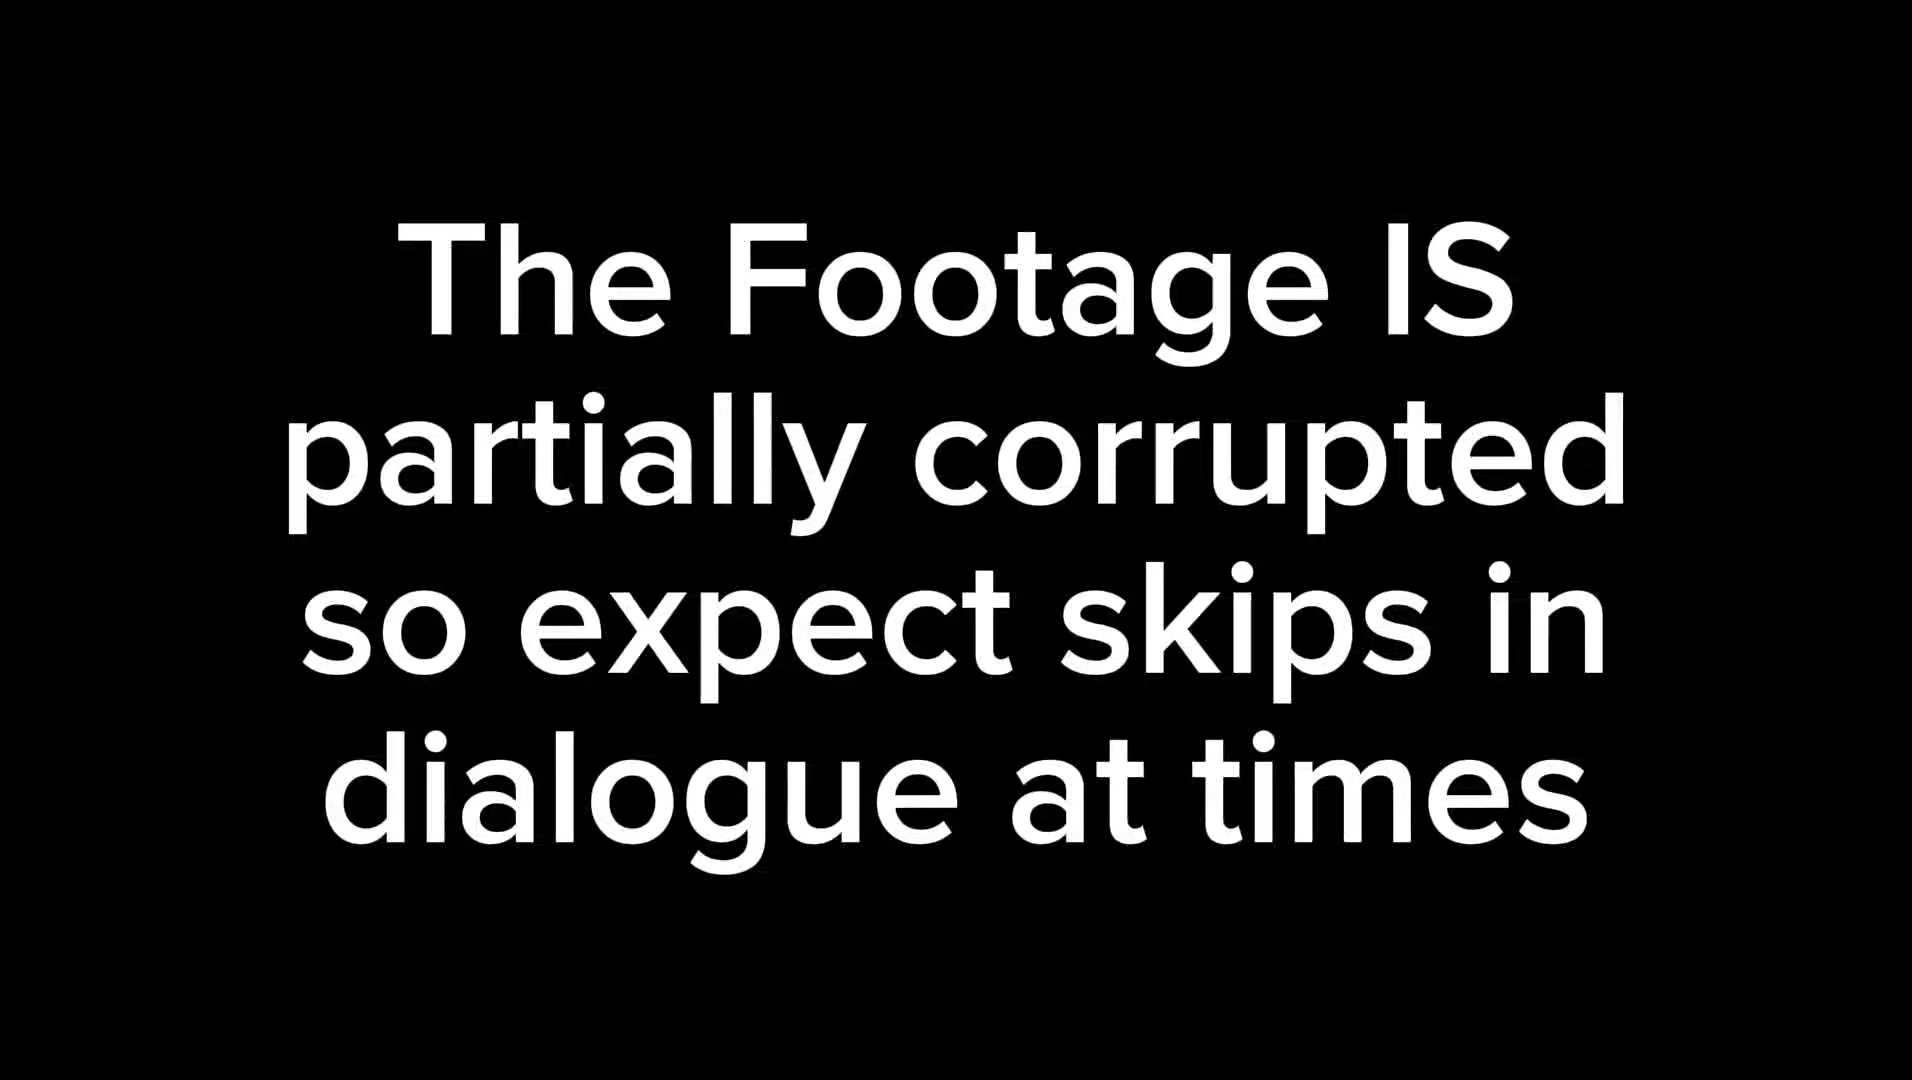 The Footage IS
partially corrupted
so expect skips in
dialogue at times